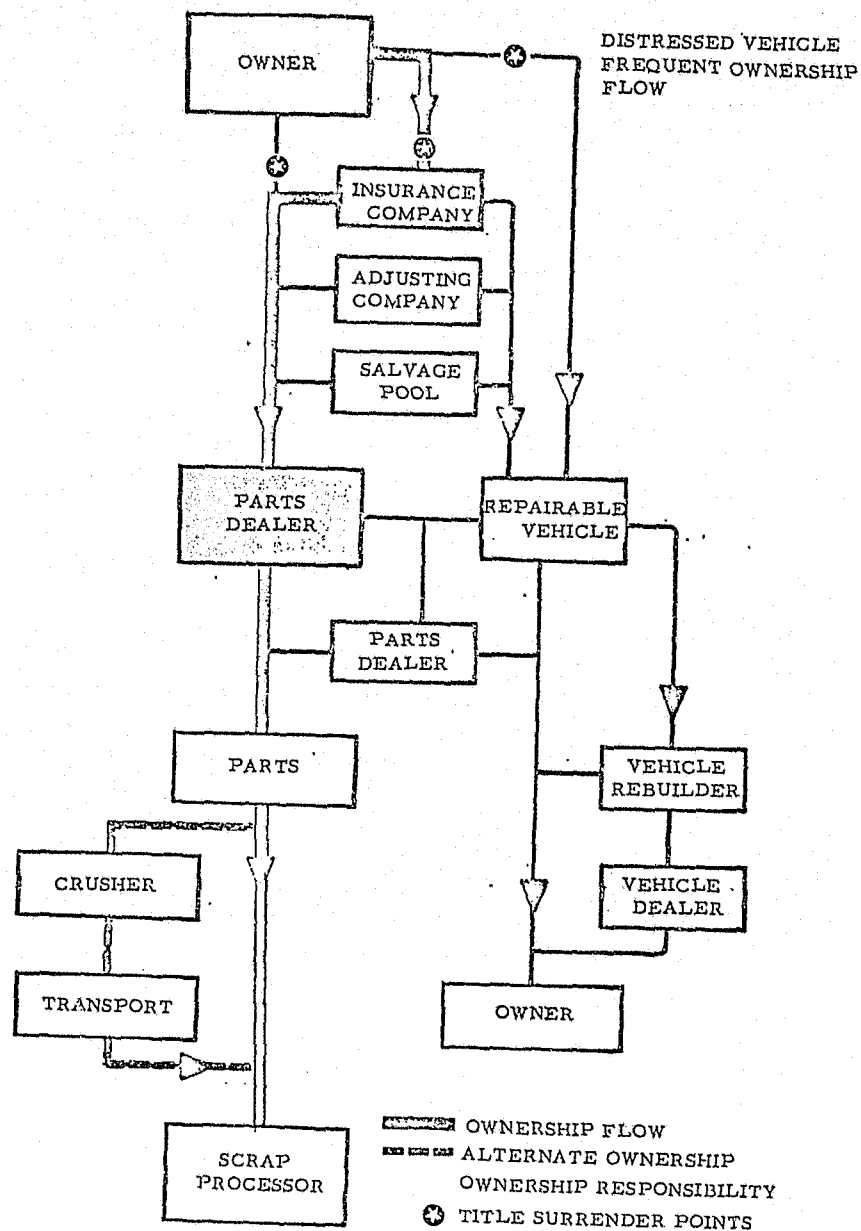 OWNER
DISTRESSED VEHICLE
FREQUENT OWNERSHIP
FLOW
INSURANCE
COMPANY
ADJUSTING
COMPANY
SALVAGE
POOL
PARTS
DEALER
REPAIRABLE
VEHICLE
PARTS
DEALER
PARTS
VEHICLE
REBUILDER
CRUSHER
VEHICLE
DEALER
TRANSPORT
OWNER
SCRAP
PROCESSOR
OWNERSHIP FLOW
ALTERNATE OWNERSHIP
OWNERSHIP RESPONSIBILITY
TITLE SURRENDER POINTS